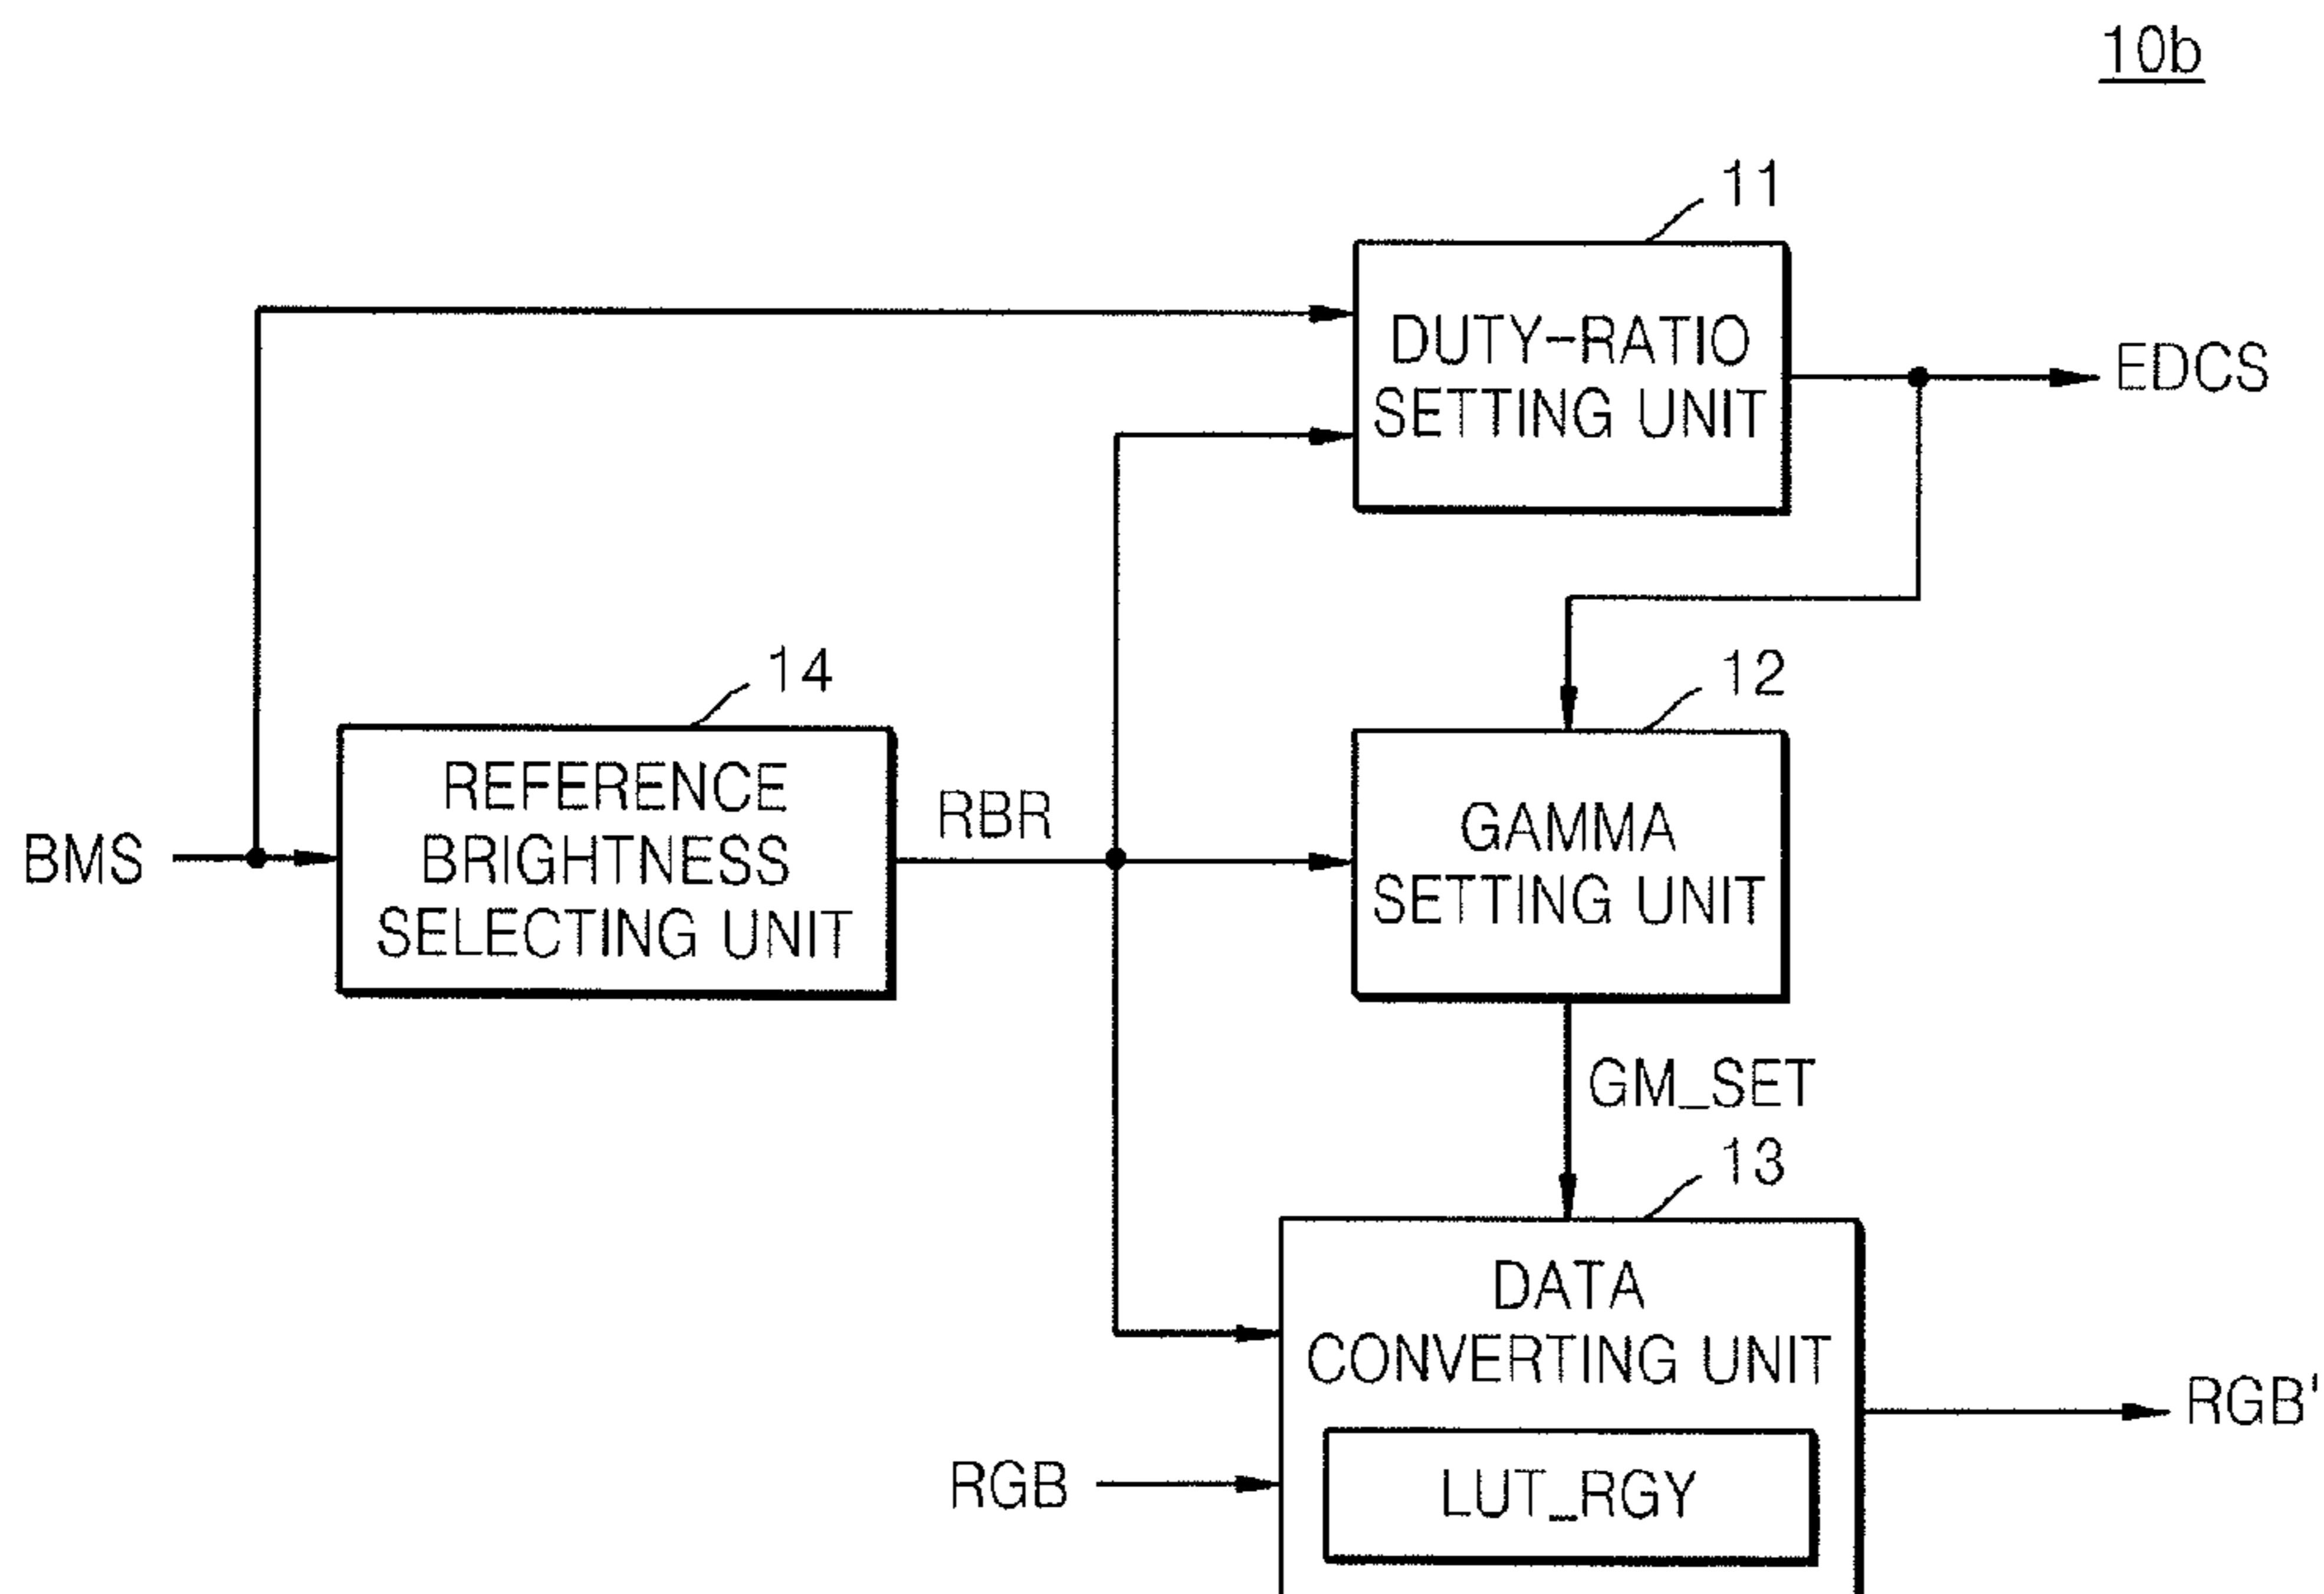 10b
11
DUTY-RATIO
SETTING UNIT
EDCS
14
12
REFERENCE
BRIGHTNESS
SELECTING UNIT
BMS
RBR
GAMMA
SETTING UNIT
GM_SET
13
DATA
CONVERTING UNIT
RGB'
RGB
LUT_RGY